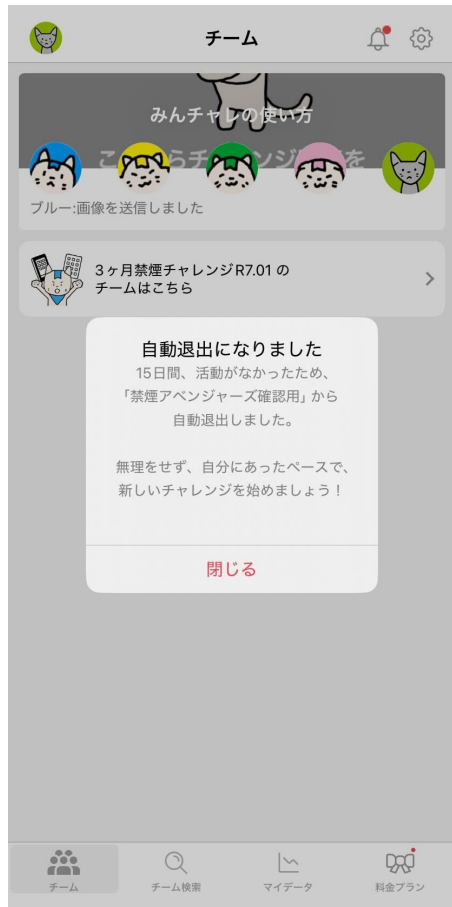 チーム
みんチャレの使い方
ブルー:画像を送信しました
3ヶ月禁煙チャレンジR7.01 の
チームはこちら
自動退出になりました
15日間、活動がなかったため、
「禁煙アベンジャーズ確認用」から
自動退出しました。
無理をせず、自分にあったペースで、
新しいチャレンジを始めましょう！
閉じる
チーム
チーム検索
マイデータ
料金プラン